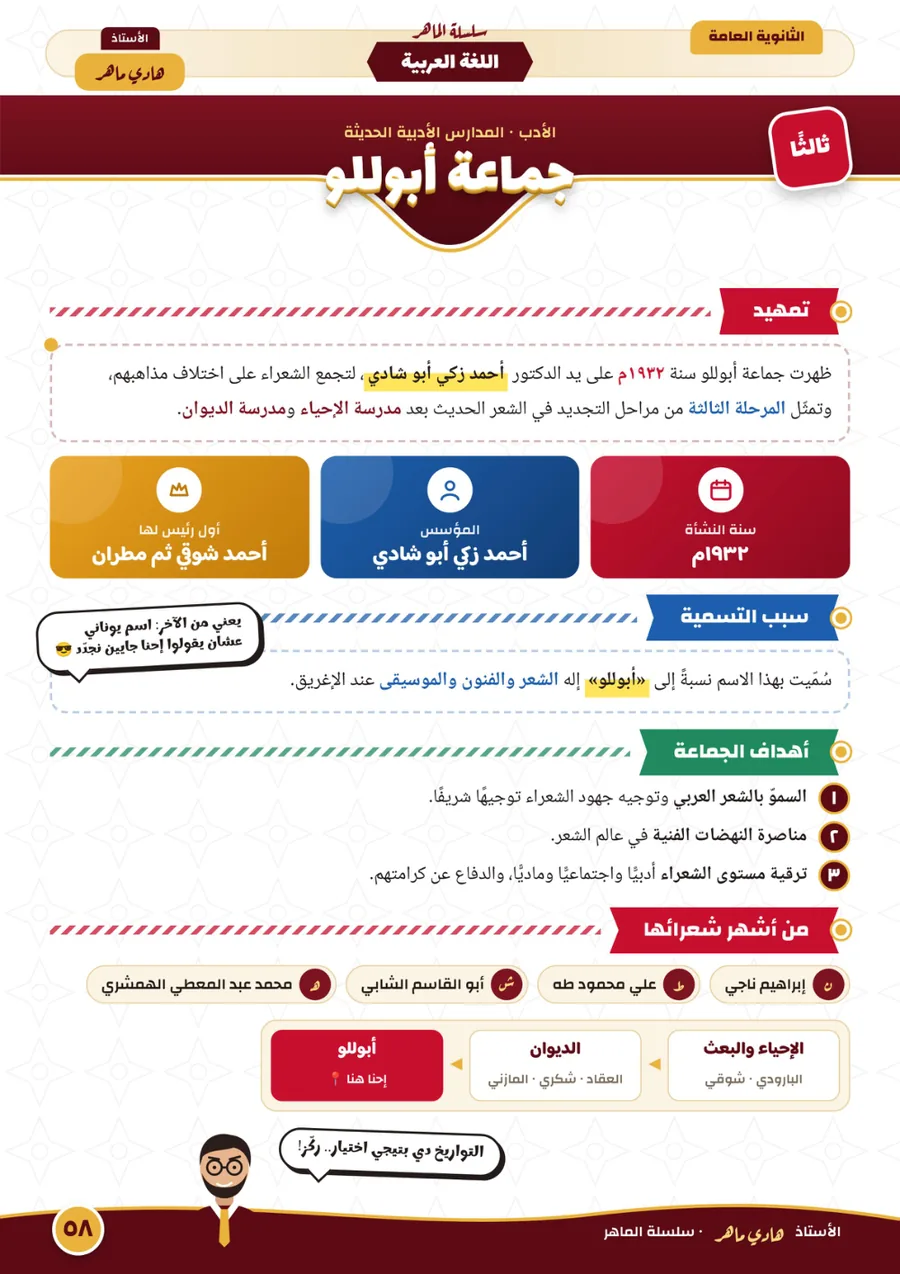 الثانوية العامة
سلسلة الماهر
اللغة العربية
الأستاذ
هادي ماهر
ثالثًا
الأدب · المدارس الأدبية الحديثة
جماعة أبوللو
تمهيد
ظهرت جماعة أبوللو سنة ١٩٣٢م على يد الدكتور أحمد زكي أبو شادي، لتجمع الشعراء على اختلاف مذاهبهم،
وتمثّل المرحلة الثالثة من مراحل التجديد في الشعر الحديث بعد مدرسة الإحياء ومدرسة الديوان.
سنة النشأة
١٩٣٢م
المؤسس
أحمد زكي أبو شادي
أول رئيس لها
أحمد شوقي ثم مطران
سبب التسمية
يعني من الآخر: اسم يوناني
عشان يقولوا إحنا جايين نجدّد 😎
سُمّيت بهذا الاسم نسبةً إلى «أبوللو» إله الشعر والفنون والموسيقى عند الإغريق.
أهداف الجماعة
١ السموّ بالشعر العربي وتوجيه جهود الشعراء توجيهًا شريفًا.
٢ مناصرة النهضات الفنية في عالم الشعر.
٣ ترقية مستوى الشعراء أدبيًّا واجتماعيًّا وماديًّا، والدفاع عن كرامتهم.
من أشهر شعرائها
ن إبراهيم ناجي
ط علي محمود طه
ش أبو القاسم الشابي
هـ محمد عبد المعطي الهمشري
الإحياء والبعث
البارودي · شوقي
الديوان
العقاد · شكري · المازني
أبوللو
إحنا هنا 📍
التواريخ دي بتيجي اختيار.. ركّز!
الأستاذ هادي ماهر · سلسلة الماهر
٥٨